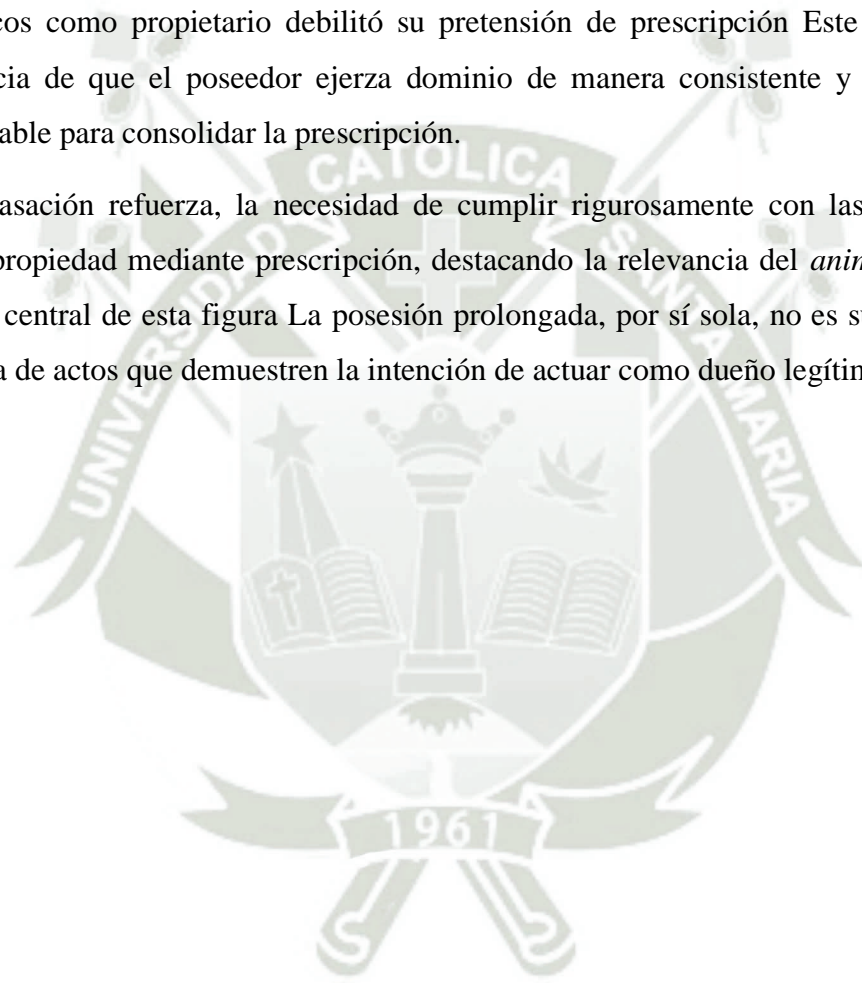 cos como propietario debilitó su pretensión de prescripción Este
cia de que el poseedor ejerza dominio de manera consistente y
able para consolidar la prescripción.
asación refuerza, la necesidad de cumplir rigurosamente con las
propiedad mediante prescripción, destacando la relevancia del
central de esta figura La posesión prolongada, por sí sola, no es
a de actos que demuestren la intención de actuar como dueño
UNIVERSIDAD CATOLICA SANTA MARIA
1961